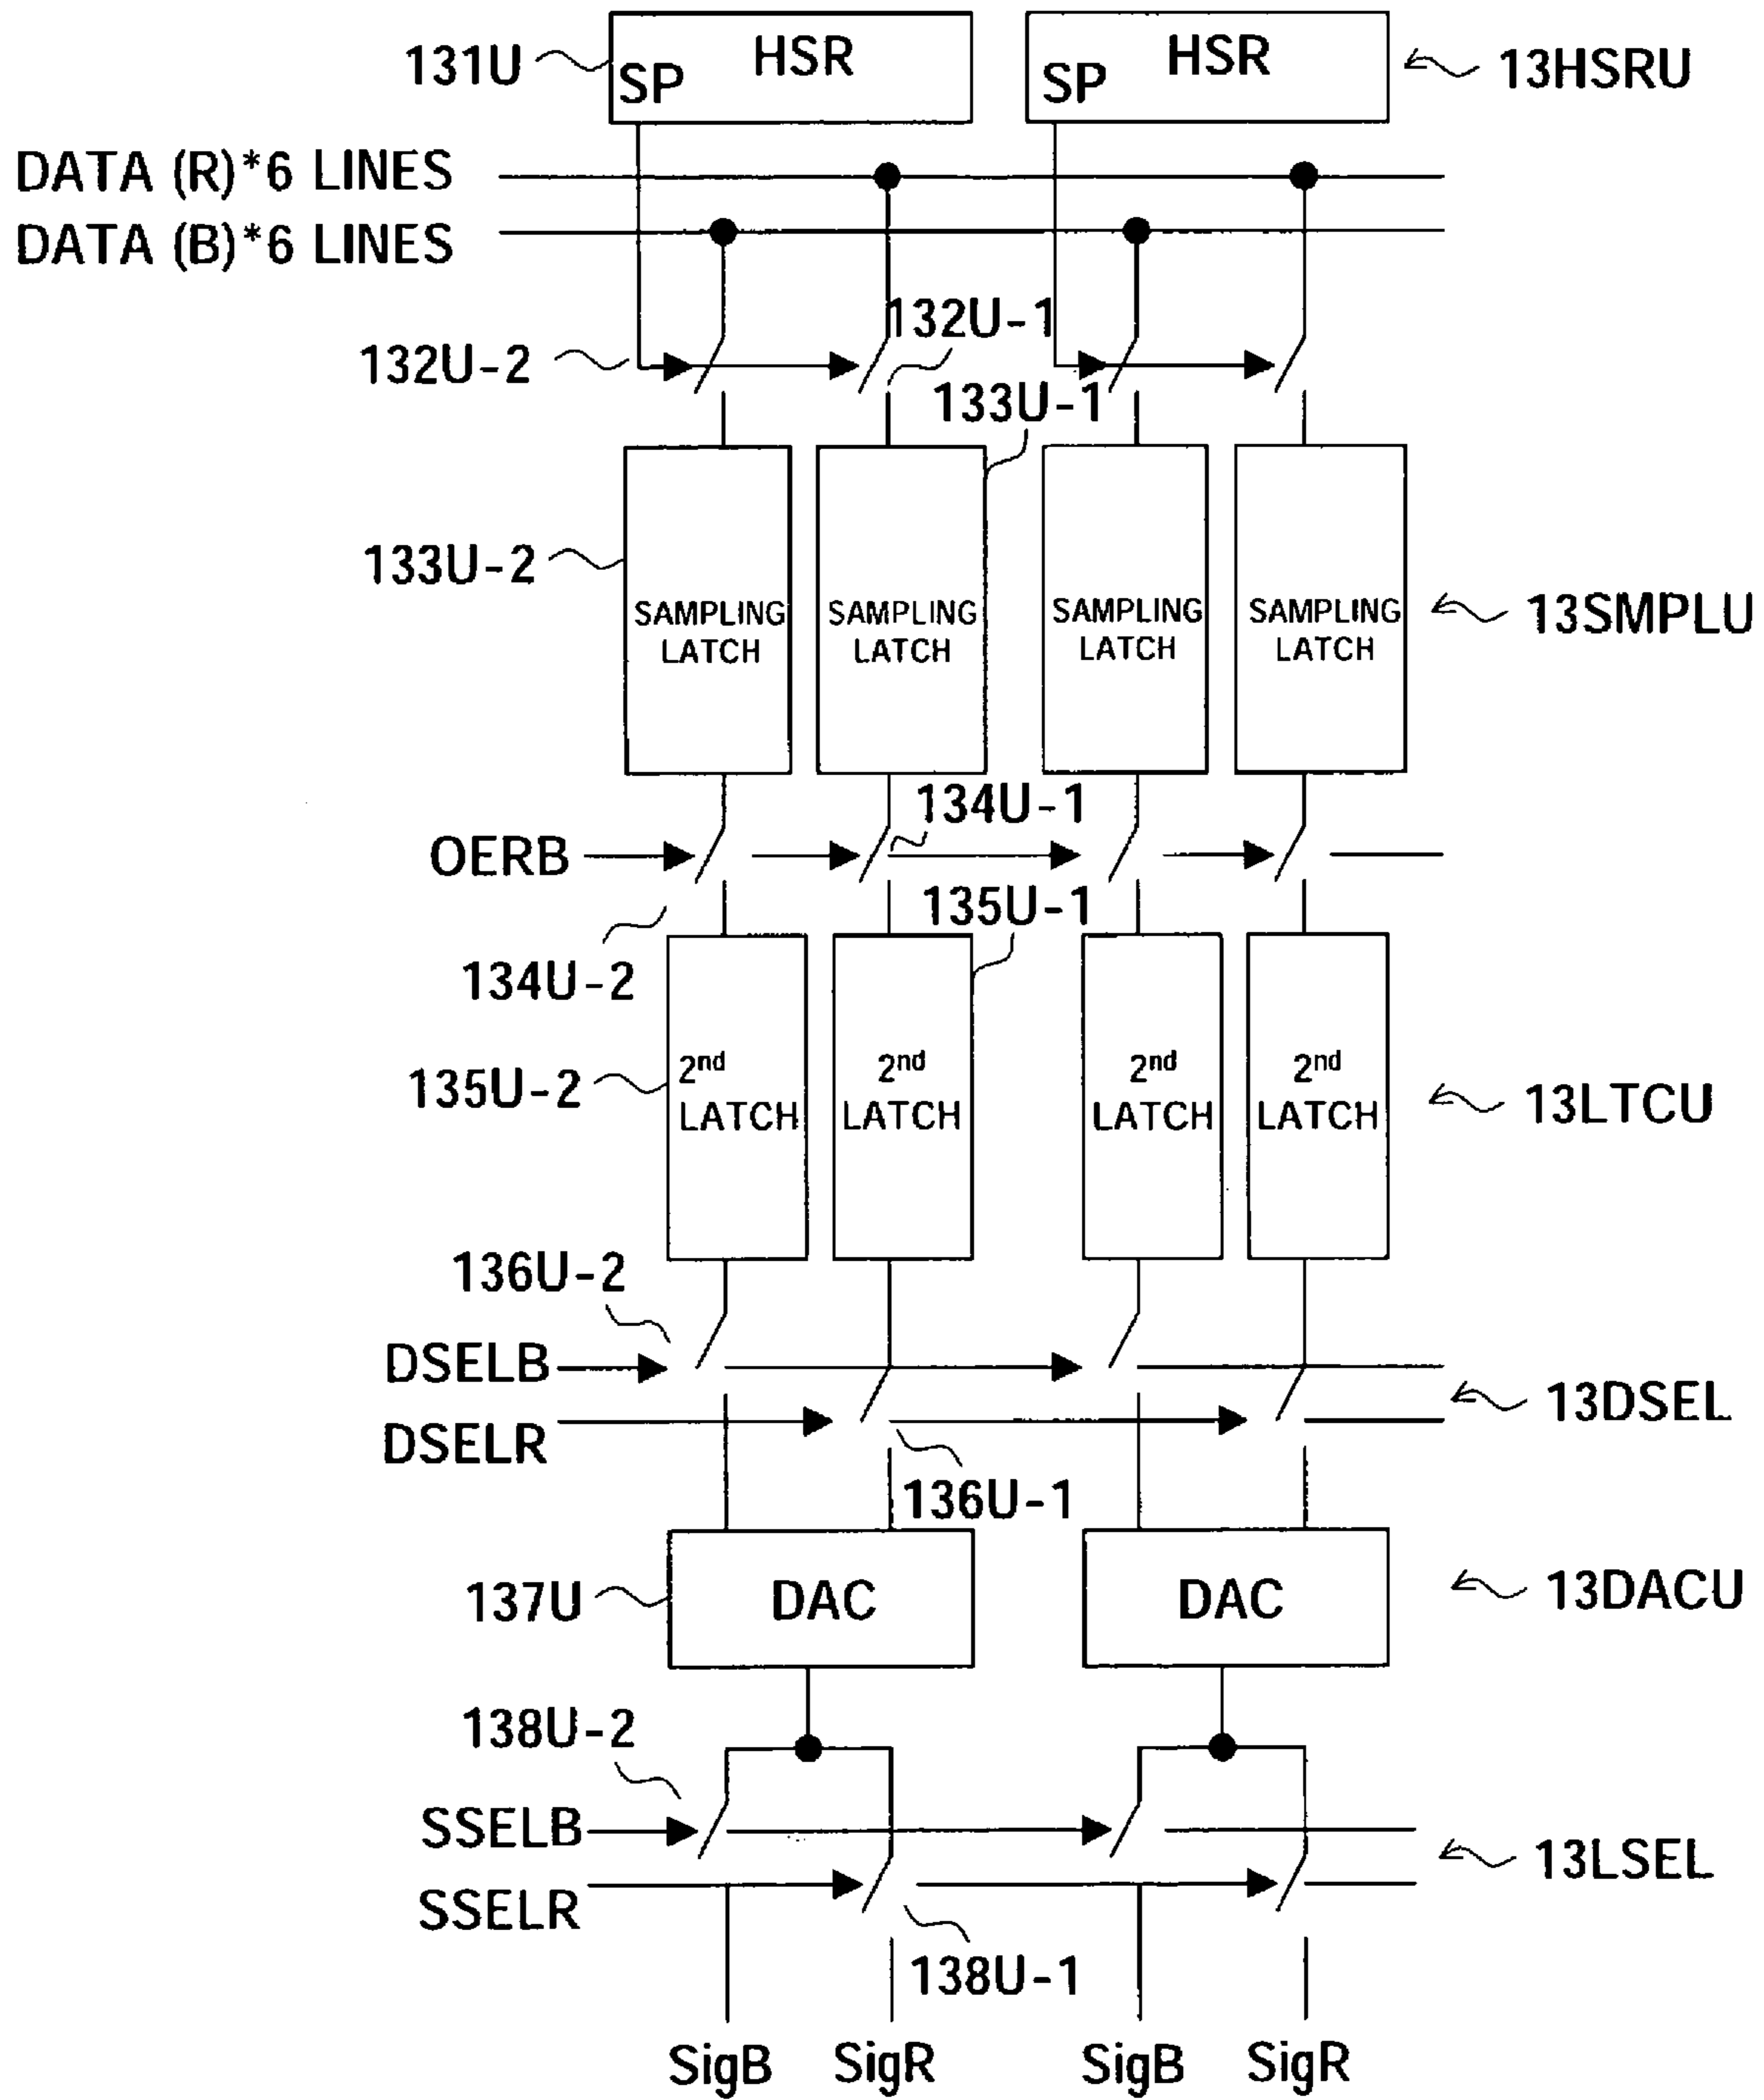 131U
SP HSR
SP HSR
13HSRU
DATA (R)*6 LINES
DATA (B)*6 LINES
132U-1
132U-2
133U-1
133U-2
SAMPLING
LATCH
SAMPLING
LATCH
SAMPLING
LATCH
SAMPLING
LATCH
13SMPLU
134U-1
OERB
134U-2
135U-1
135U-2
2nd
LATCH
2nd
LATCH
2nd
LATCH
2nd
LATCH
13LTCU
136U-2
DSELB
DSELR
13DSEL
136U-1
137U
DAC
DAC
13DACU
138U-2
SSELB
SSELR
13LSEL
138U-1
SigB SigR SigB SigR